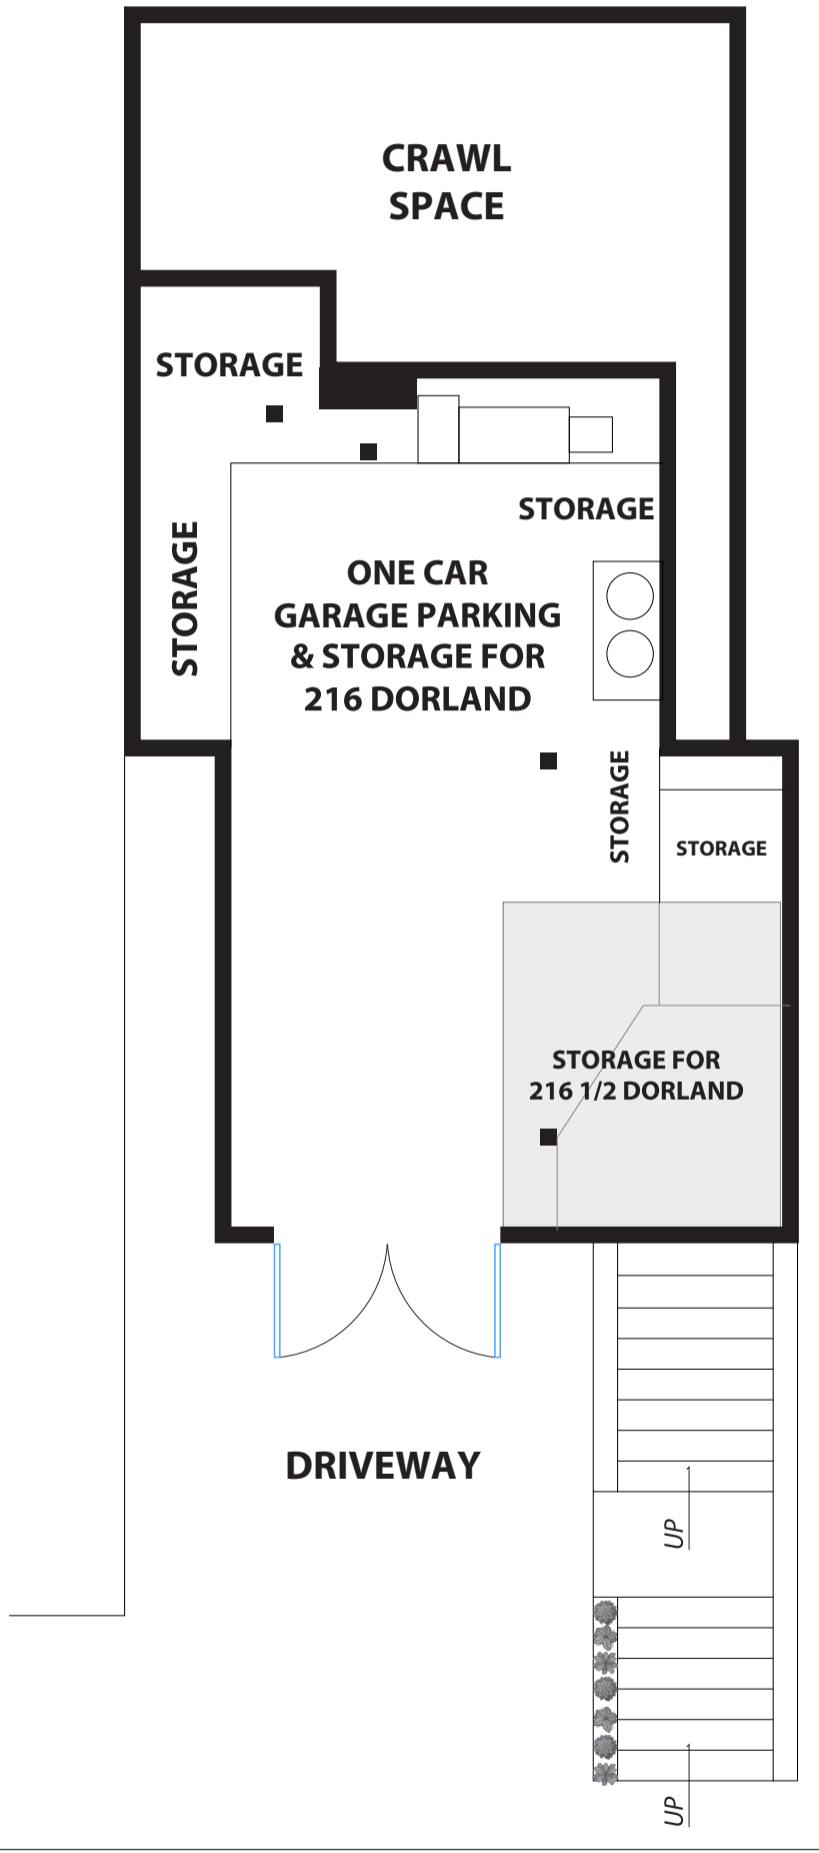 CRAWL
SPACE
STORAGE
STORAGE
STORAGE
ONE CAR
GARAGE PARKING
& STORAGE FOR
216 DORLAND
STORAGE
STORAGE
STORAGE FOR
216 1/2 DORLAND
DRIVEWAY
UP
UP